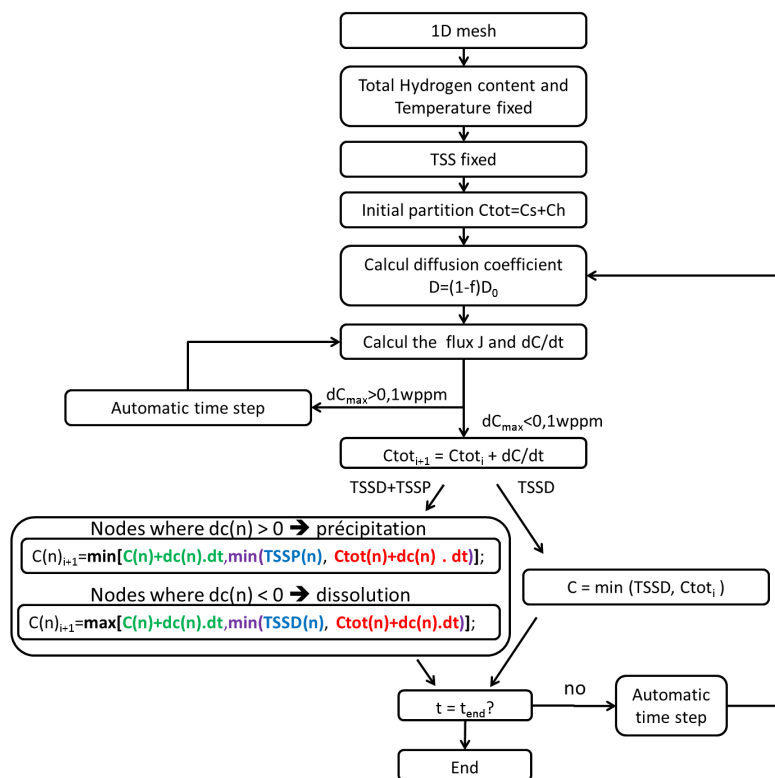 1D mesh
Total Hydrogen content and
Temperature fixed
TSS fixed
Initial partition Ctot=Cs+Ch
Calcul diffusion coefficient
D=(1-f)D₀
Calcul the flux J and dC/dt
dCmax>0,1wppm
Automatic time step
dCmax<0,1wppm
Ctotᵢ₊₁ = Ctotᵢ + dC/dt
TSSD+TSSP
TSSD
Nodes where dc(n) > 0 ➔ précipitation
C(n)ᵢ₊₁=min[C(n)+dc(n).dt,min(TSSP(n), Ctot(n)+dc(n) . dt)];
Nodes where dc(n) < 0 ➔ dissolution
C(n)ᵢ₊₁=max[C(n)+dc(n).dt,min(TSSD(n), Ctot(n)+dc(n).dt)];
C = min (TSSD, Ctotᵢ )
t = tend?
no
Automatic
time step
End